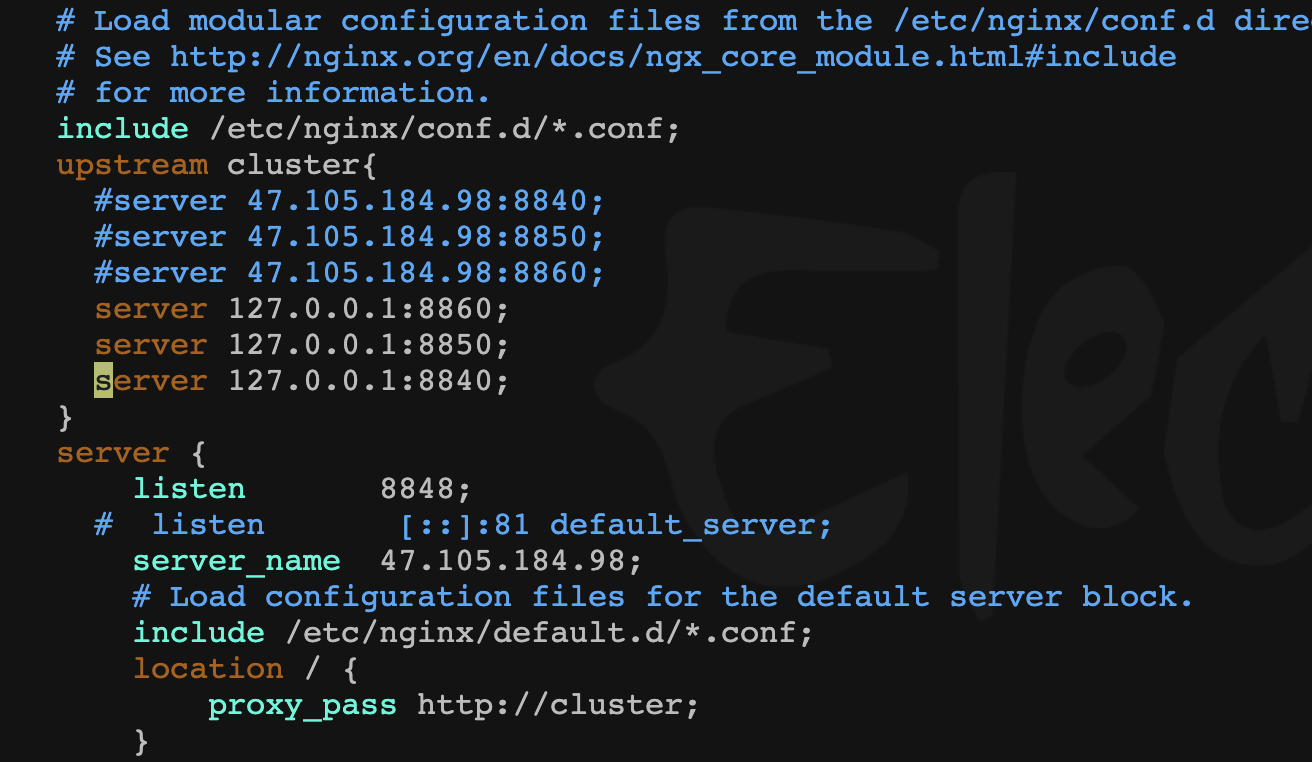 # Load modular configuration files from the /etc/nginx/conf.d
# See http://nginx.org/en/docs/ngx_core_module.html#include
# for more information.
include /etc/nginx/conf.d/*.conf;
upstream cluster{
#server 47.105.184.98:8840;
#server 47.105.184.98:8850;
#server 47.105.184.98:8860;
server 127.0.0.1:8860;
server 127.0.0.1:8850;
server 127.0.0.1:8840;
}
server {
listen 8848;
# listen [::]:81 default_server;
server_name 47.105.184.98;
# Load configuration files for the default server block.
include /etc/nginx/default.d/*.conf;
location / {
proxy_pass http://cluster;
}
Elec